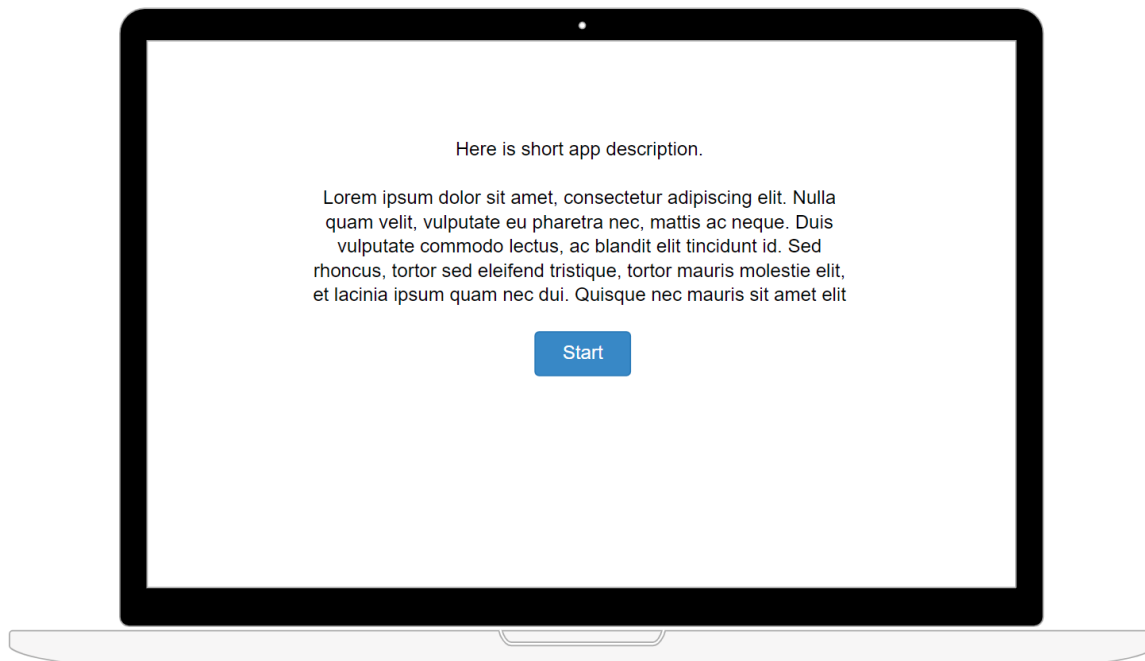 Here is short app description.
Lorem ipsum dolor sit amet, consectetur adipiscing elit. Nulla
quam velit, vulputate eu pharetra nec, mattis ac neque. Duis
vulputate commodo lectus, ac blandit elit tincidunt id. Sed
rhoncus, tortor sed eleifend tristique, tortor mauris molestie elit,
et lacinia ipsum quam nec dui. Quisque nec mauris sit amet elit
Start